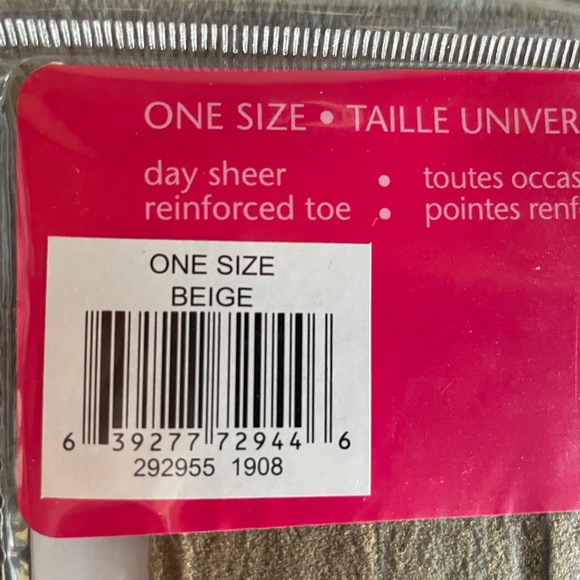 ONE SIZE • TAILLE UNIVER
day sheer • toutes occas
reinforced toe • pointes renf
ONE SIZE
BEIGE
6 39277 72944 6
292955 1908